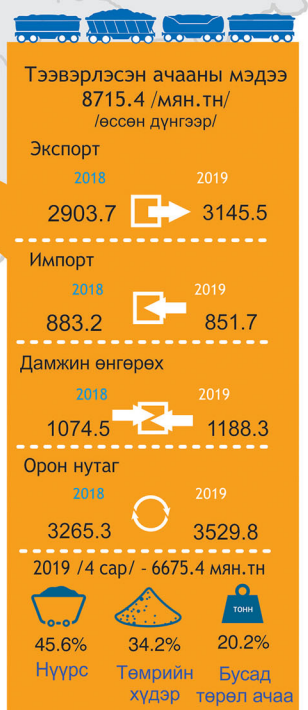 Тээвэрлэсэн ачааны мэдээ
8715.4 /мян.тн/
/өссөн дүнгээр/
Экспорт
2018 2019
2903.7 3145.5
Импорт
2018 2019
883.2 851.7
Дамжин өнгөрөх
2018 2019
1074.5 1188.3
Орон нутаг
2018 2019
3265.3 3529.8
2019 /4 сар/ - 6675.4 мян.тн
тонн
45.6% 34.2% 20.2%
Нүүрс Төмрийн Бусад
хүдэр төрөл ачаа